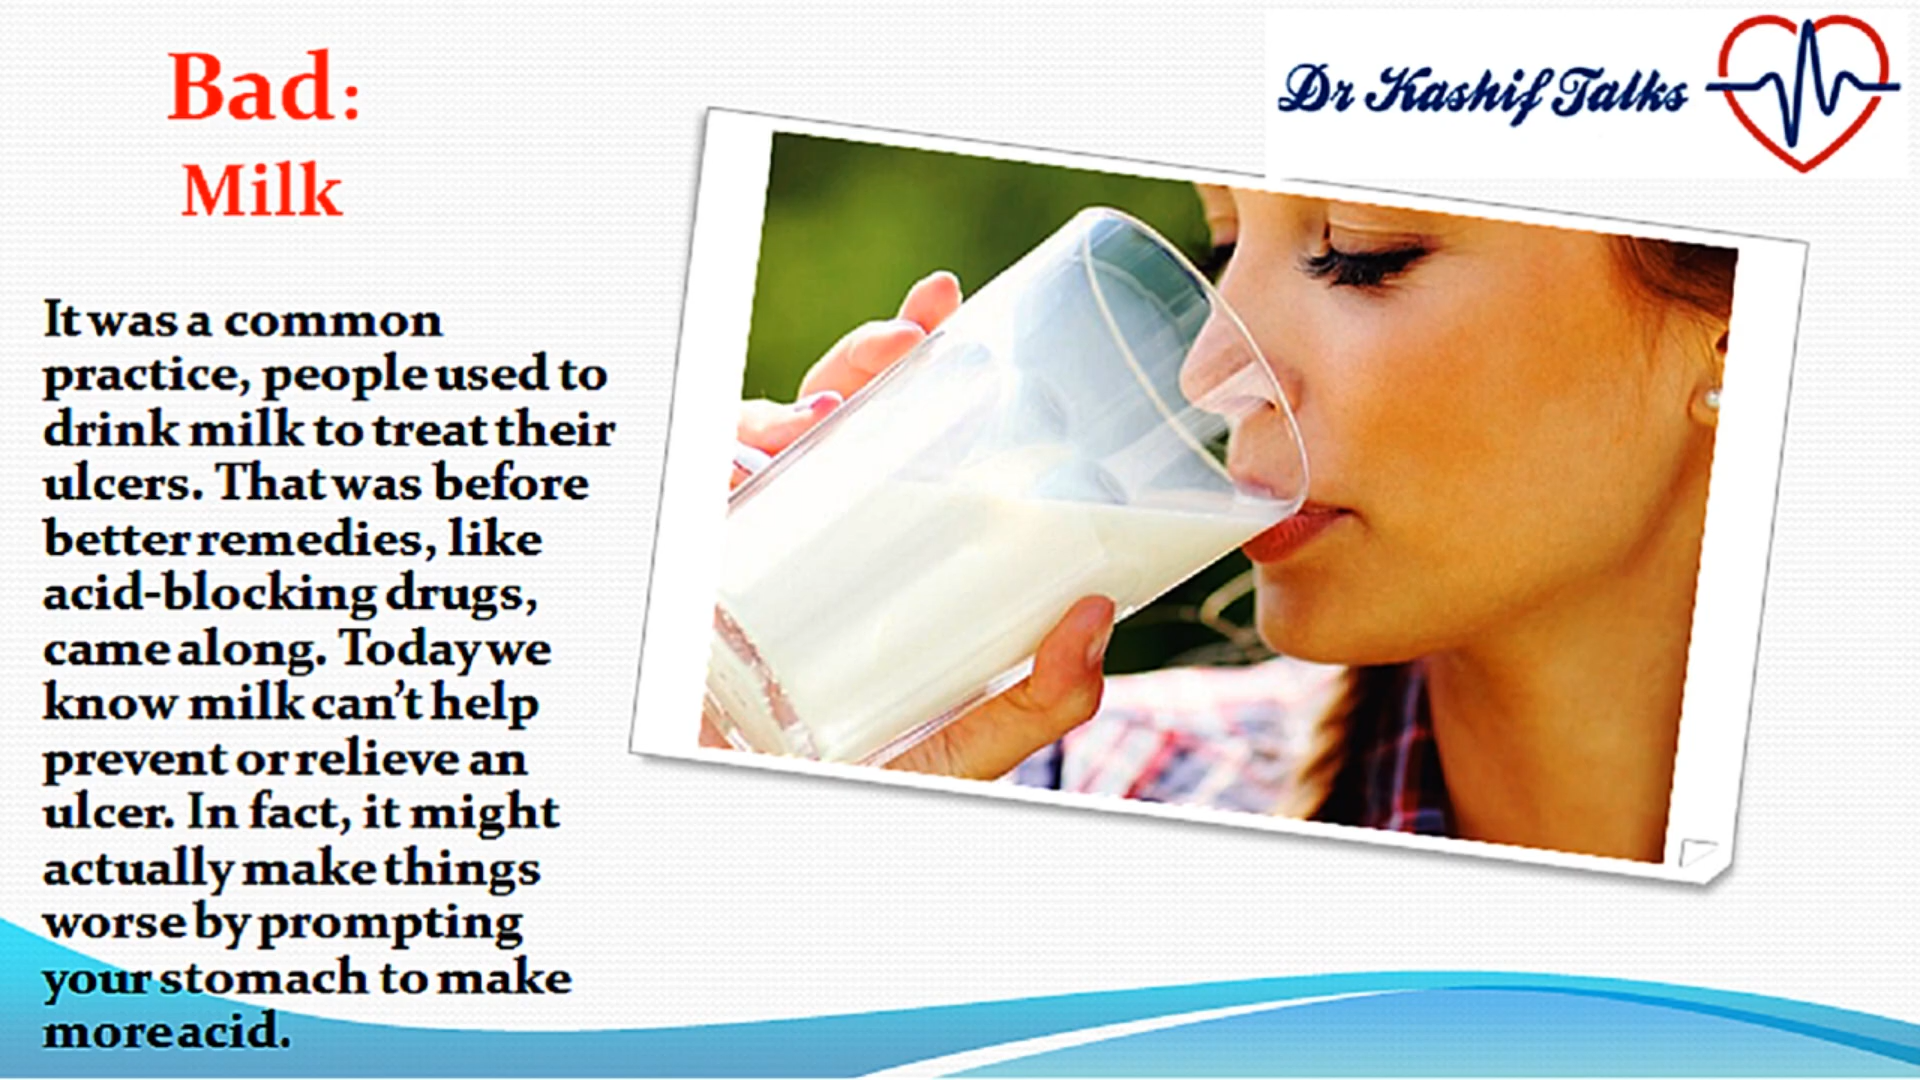 Bad:
Milk
Dr Kashif Talks
It was a common
practice, people used to
drink milk to treat their
ulcers. That was before
better remedies, like
acid-blocking drugs,
came along. Today we
know milk can’t help
prevent or relieve an
ulcer. In fact, it might
actually make things
worse by prompting
your stomach to make
more acid.